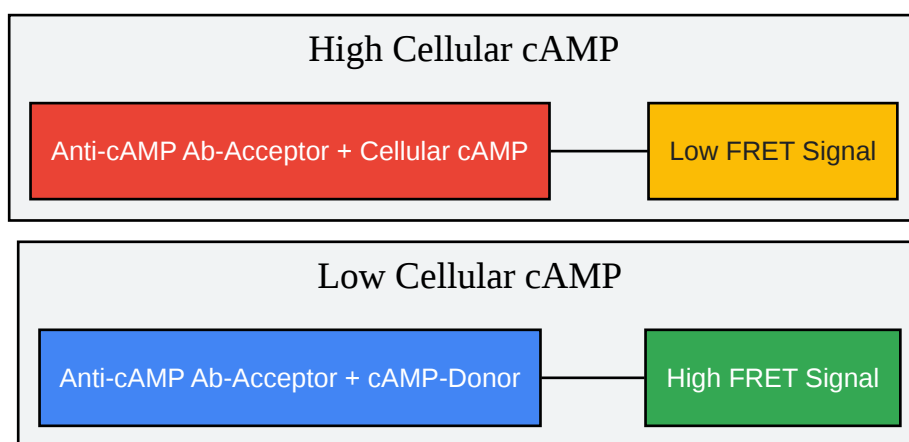 High Cellular cAMP
Anti-cAMP Ab-Acceptor + Cellular cAMP
Low FRET Signal
Low Cellular cAMP
Anti-cAMP Ab-Acceptor + cAMP-Donor
High FRET Signal